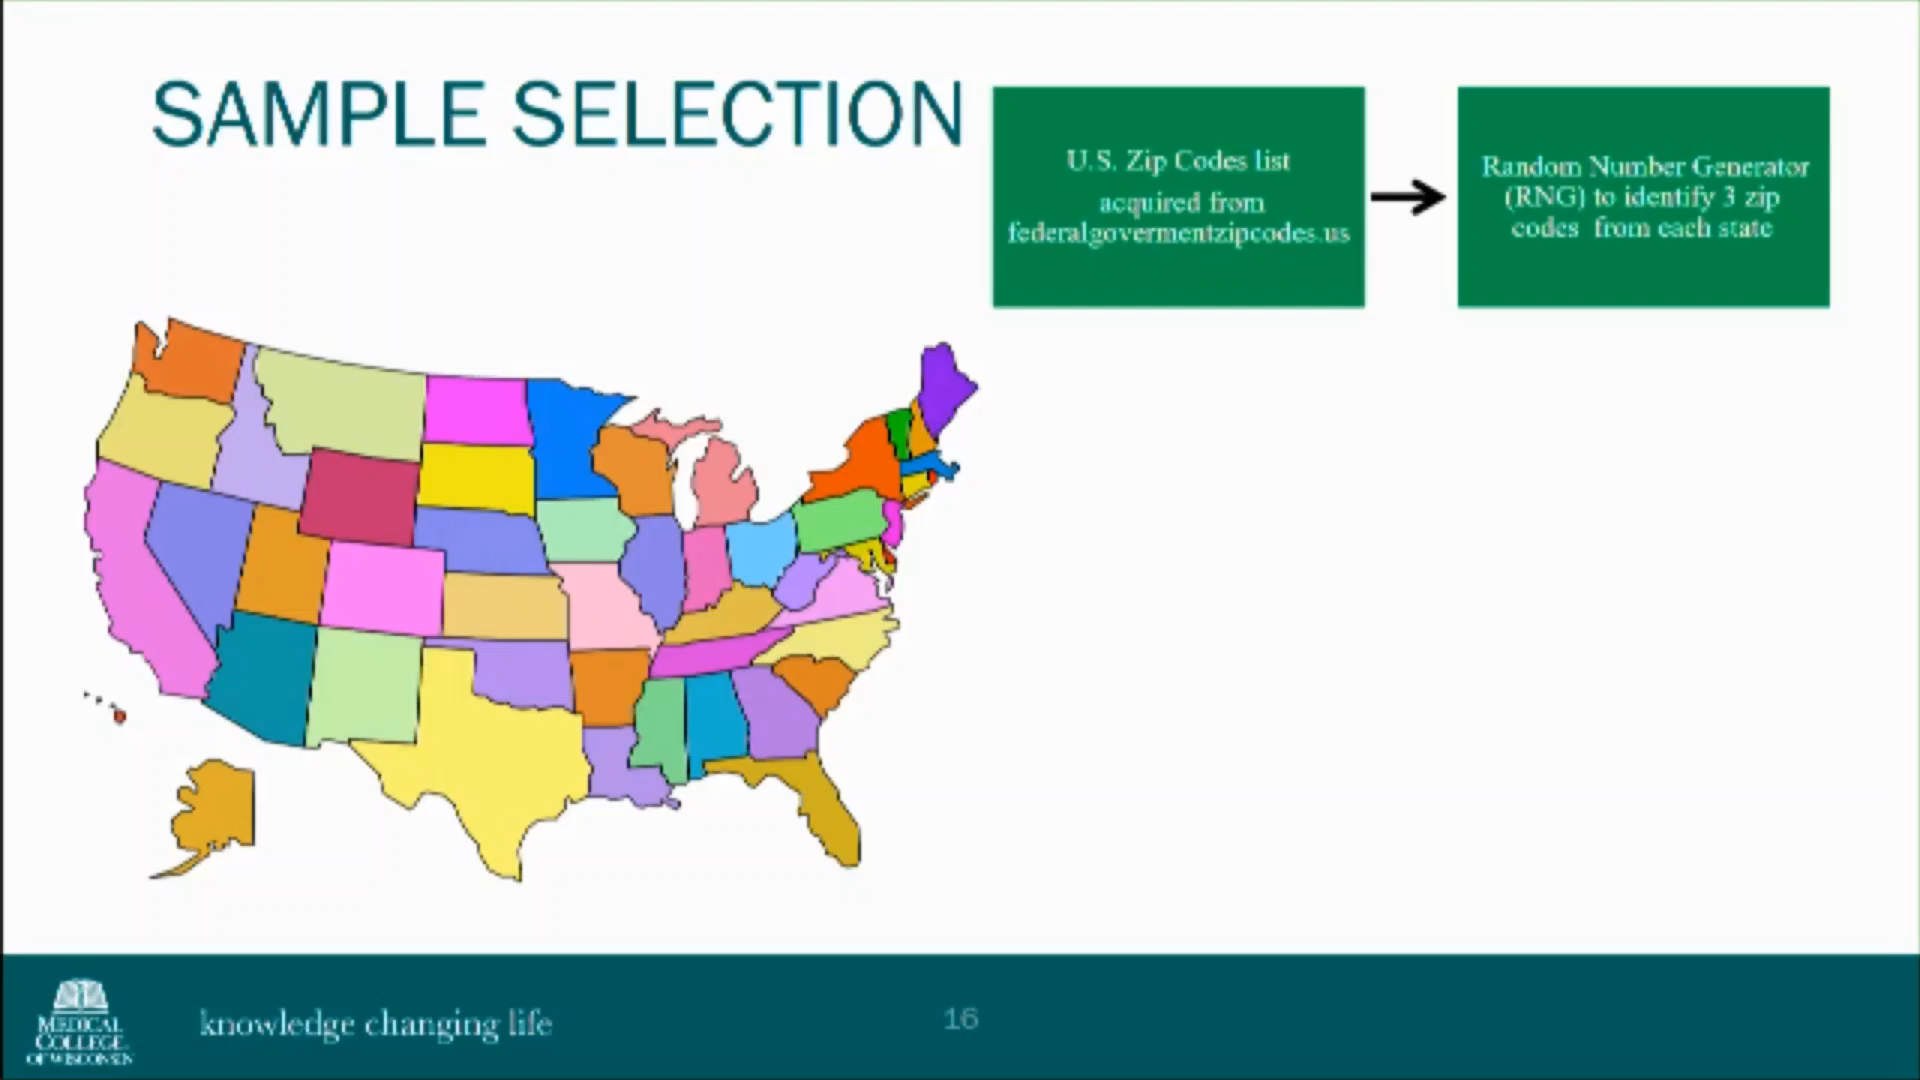 SAMPLE SELECTION
U.S. Zip Codes list
acquired from
federalgovermentzipcodes.us
Random Number Generator
(RNG) to identify 3 zip
codes from each state
MEDICAL
COLLEGE
OF WISCONSIN
knowledge changing life
16